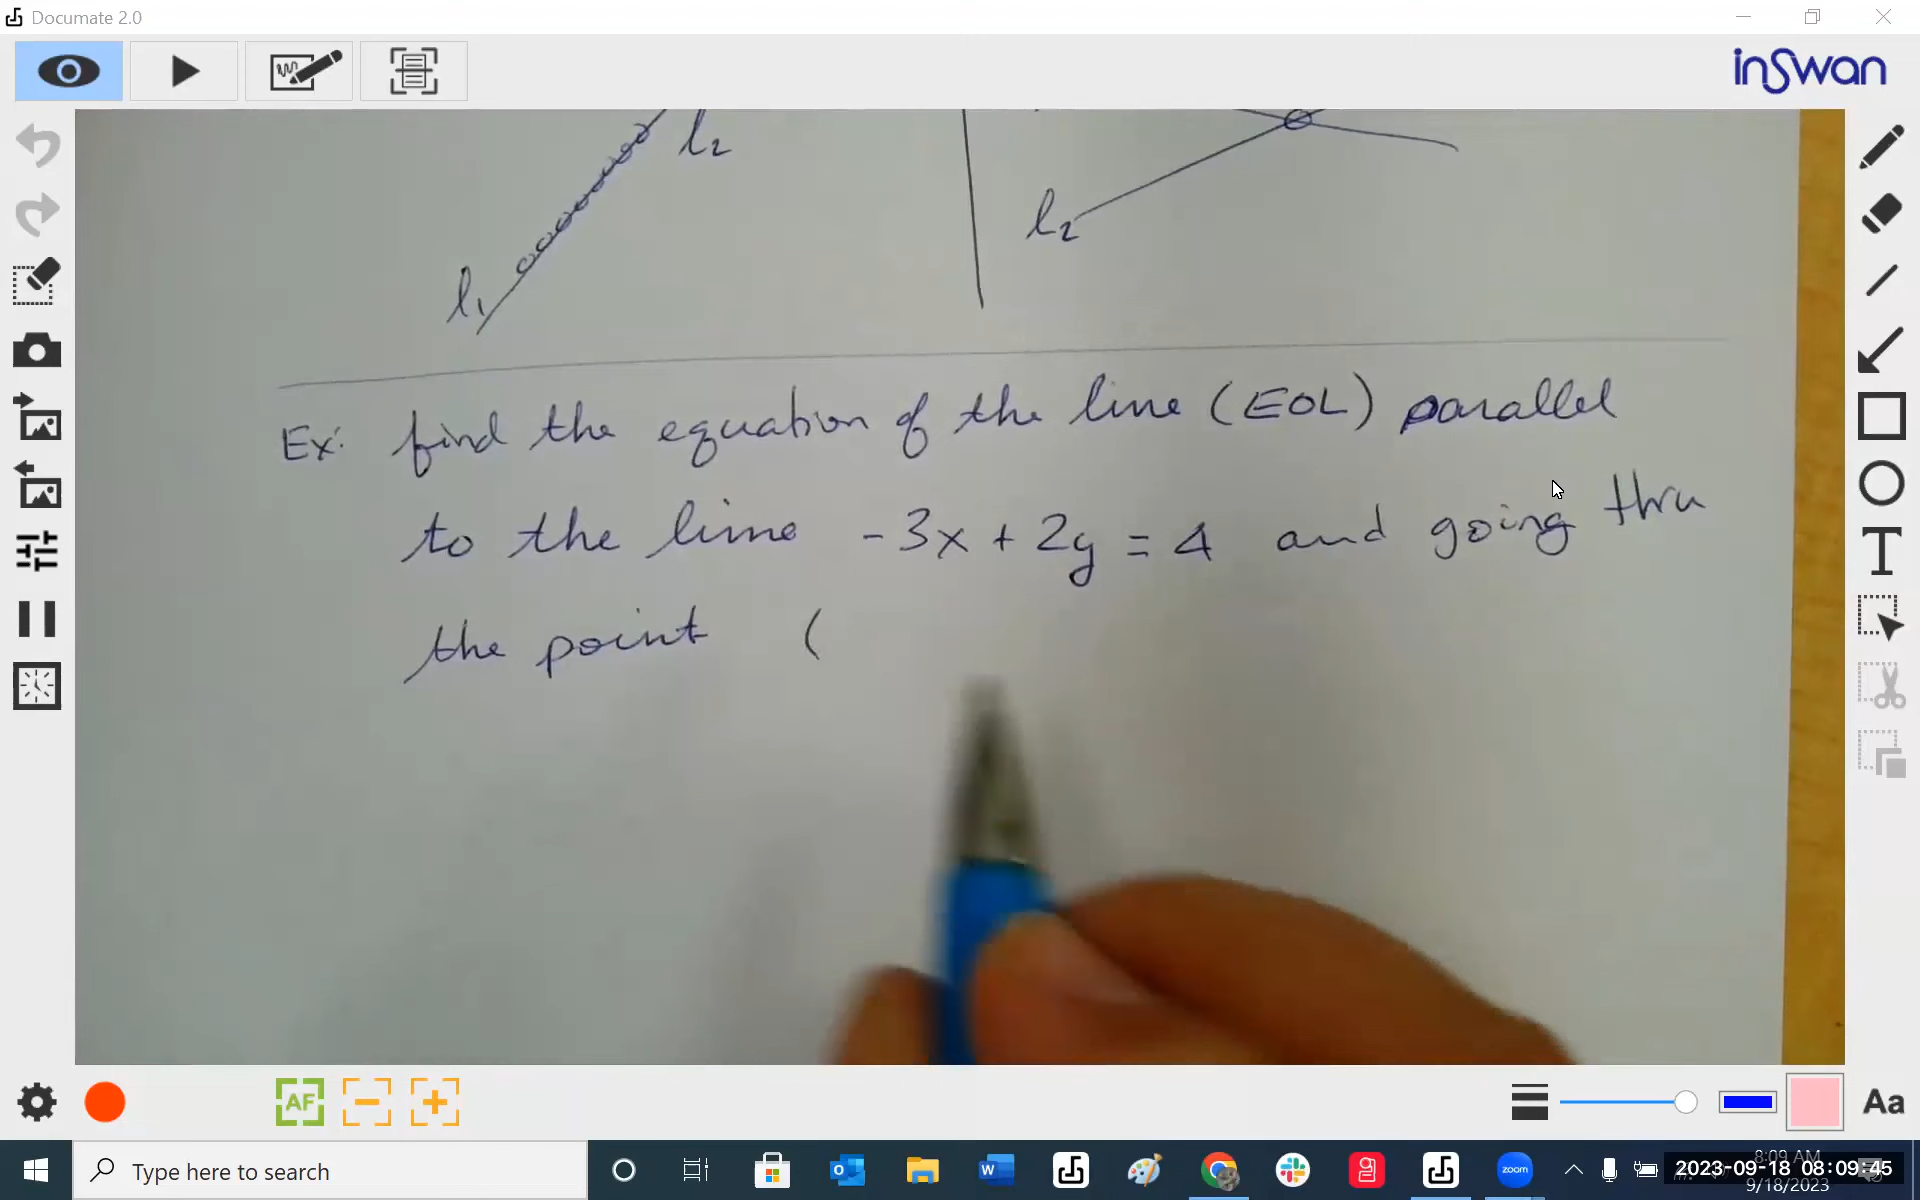 Documate 2.0
inSwan
l2
l2
l1
Ex: find the equation of the line (EOL) parallel
to the line -3x + 2y = 4 and going thru
the point (
T
AF
Aa
Type here to search
W
zoom
8:09 AM
2023-09-18 08:09:45
9/18/2023